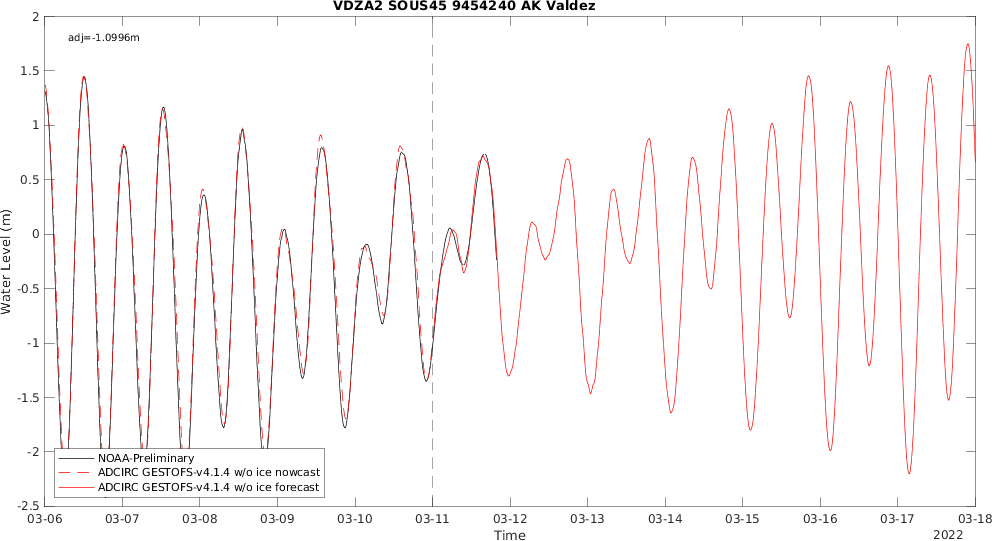 VDZA2 SOUS45 9454240 AK Valdez
adj=-1.0996m
2
1.5
1
0.5
0
-0.5
-1
-1.5
-2
-2.5
Water Level (m)
NOAA-Preliminary
ADCIRC GESTOFS-v4.1.4 w/o ice nowcast
ADCIRC GESTOFS-v4.1.4 w/o ice forecast
03-06 03-07 03-08 03-09 03-10 03-11 03-12 03-13 03-14 03-15 03-16 03-17 03-18
Time
2022